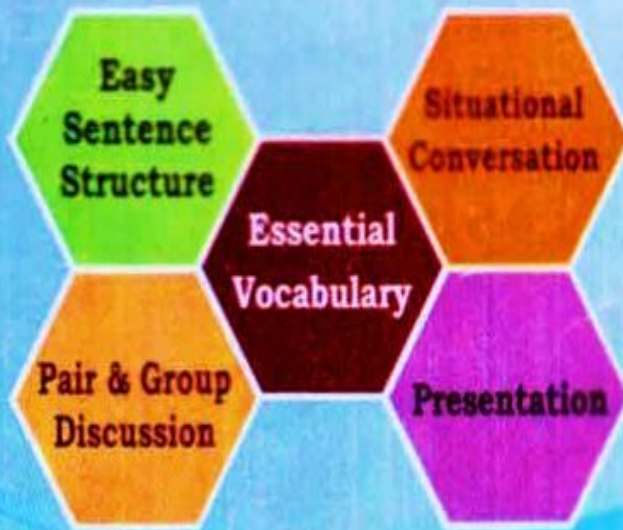 Easy
Sentence
Structure
Situational
Conversation
Essential
Vocabulary
Pair & Group
Discussion
Presentation